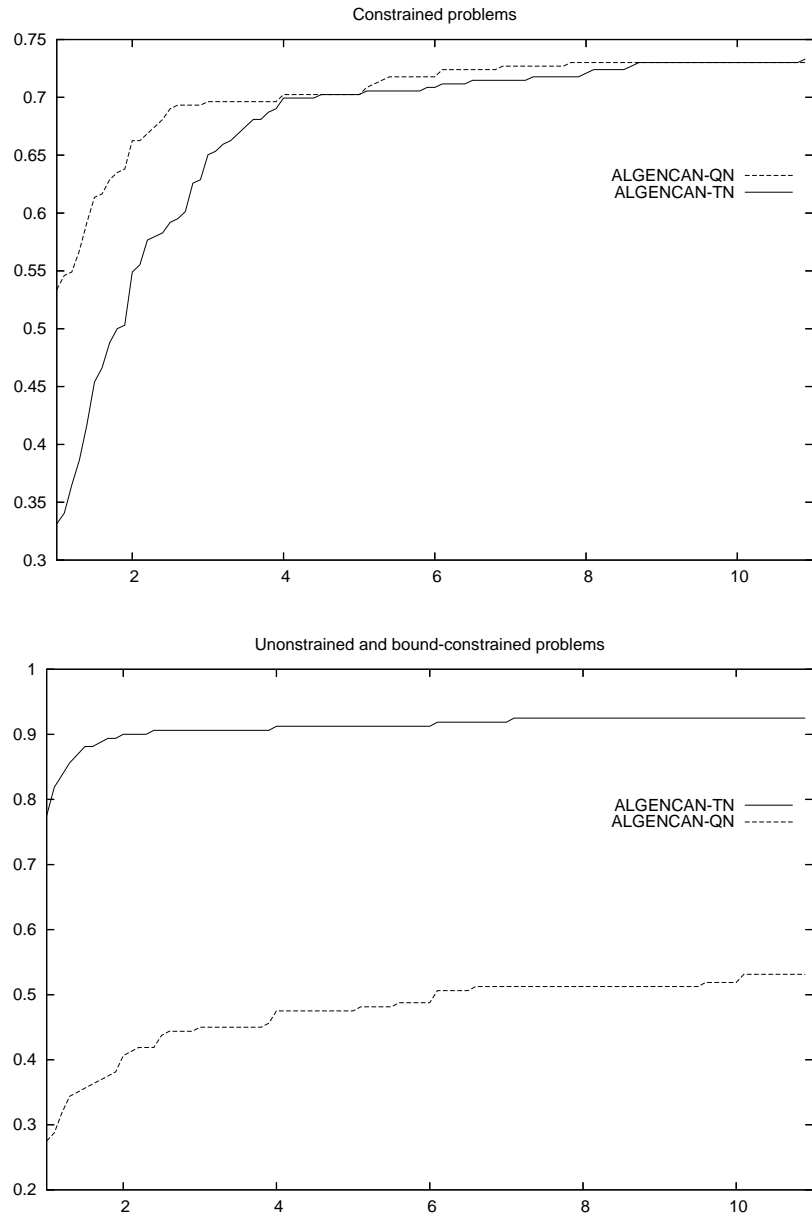 Constrained problems
0.75
0.7
0.65
0.6
0.55
0.5
0.45
0.4
0.35
0.3
ALGENCAN-QN
ALGENCAN-TN
2 4 6 8 10
Unonstrained and bound-constrained problems
1
0.9
0.8
0.7
0.6
0.5
0.4
0.3
0.2
ALGENCAN-TN
ALGENCAN-QN
2 4 6 8 10